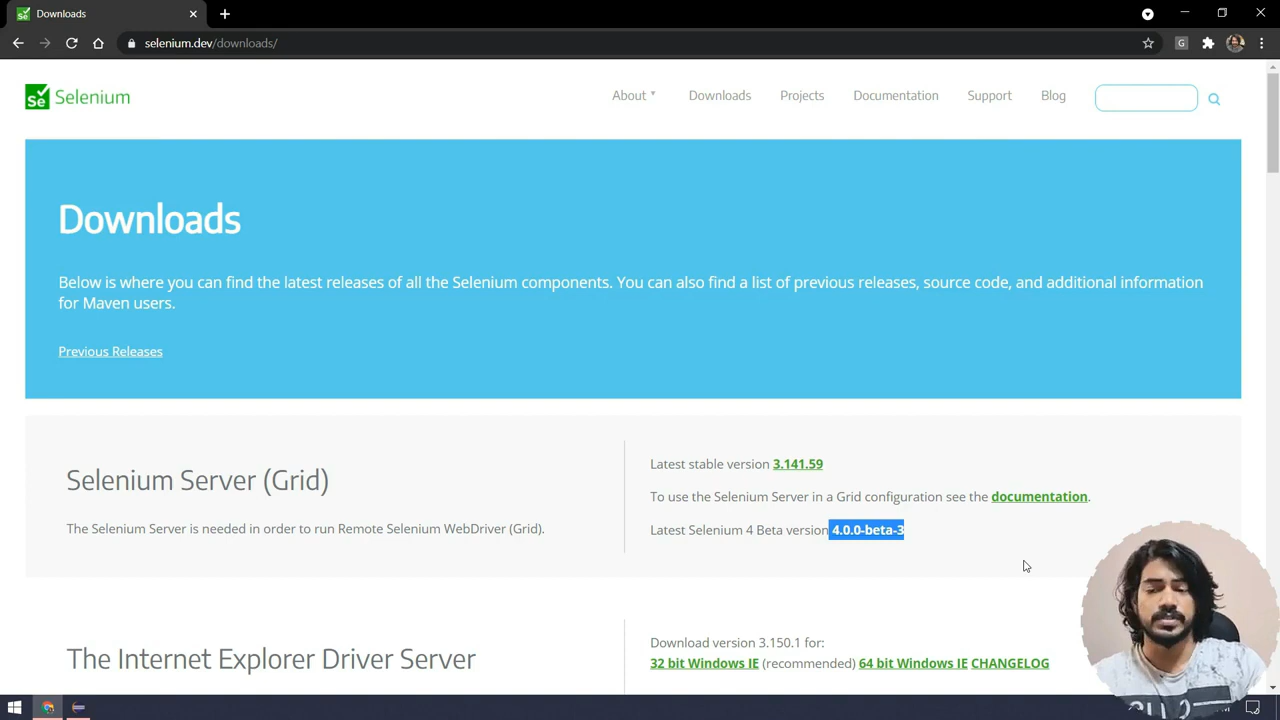 Downloads
selenium.dev/downloads/
G
Se
Selenium
About
Downloads
Projects
Documentation
Support
Blog
Downloads
Below is where you can find the latest releases of all the Selenium components. You can also find a list of previous releases, source code, and additional information
for Maven users.
Previous Releases
Selenium Server (Grid)
The Selenium Server is needed in order to run Remote Selenium WebDriver (Grid).
Latest stable version 3.141.59
To use the Selenium Server in a Grid configuration see the documentation.
Latest Selenium 4 Beta version 4.0.0-beta-3
The Internet Explorer Driver Server
Download version 3.150.1 for:
32 bit Windows IE (recommended) 64 bit Windows IE CHANGELOG